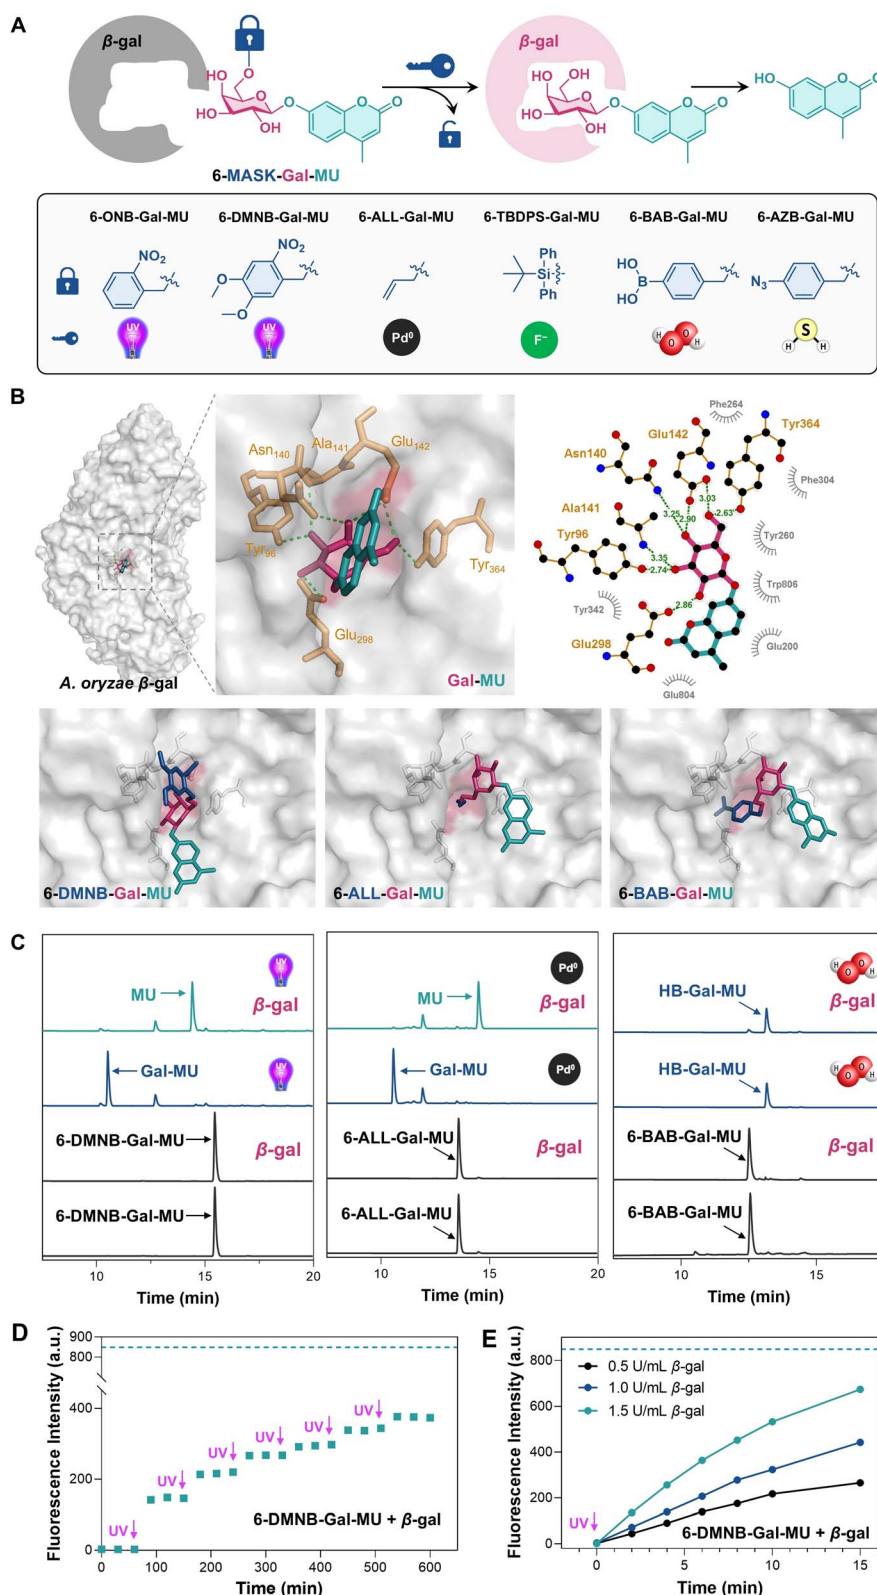 A
β-gal
β-gal
OH
HO
O
OH
O
O
O
HO
OH
OH
O
HO
OH
O
O
O
HO
O
O
6-MASK-Gal-MU
6-ONB-Gal-MU 6-DMNB-Gal-MU 6-ALL-Gal-MU 6-TBDPS-Gal-MU 6-BAB-Gal-MU 6-AZB-Gal-MU
NO₂
NO₂
O
O
Ph
Si
Ph
HO
B
OH
N₃
UV
UV
Pd⁰
F⁻
H O O H
S
H H
B
Asn₁₄₀
Ala₁₄₁
Glu₁₄₂
Tyr₉₆
Tyr₃₆₄
Glu₂₉₈
A. oryzae β-gal
Gal-MU
Phe264
Glu142
Tyr364
Asn140
Phe304
Ala141
3.03
3.25
2.90
2.63
Tyr96
Tyr260
3.35
2.74
Trp806
Tyr342
2.86
Glu298
Glu200
Glu804
6-DMNB-Gal-MU
6-ALL-Gal-MU
6-BAB-Gal-MU
C
UV
MU
β-gal
UV
Gal-MU
6-DMNB-Gal-MU
β-gal
6-DMNB-Gal-MU
10 15 20
Time (min)
Pd⁰
MU
β-gal
Pd⁰
Gal-MU
6-ALL-Gal-MU
β-gal
6-ALL-Gal-MU
10 15 20
Time (min)
H O O H
HB-Gal-MU
β-gal
H O O H
HB-Gal-MU
6-BAB-Gal-MU
β-gal
6-BAB-Gal-MU
10 15
Time (min)
D
Fluorescence Intensity (a.u.)
900
800
400
200
0
UV
UV
UV
UV
UV
UV
6-DMNB-Gal-MU + β-gal
0 100 200 300 400 500 600
Time (min)
E
Fluorescence Intensity (a.u.)
800
600
400
200
0
0.5 U/mL β-gal
1.0 U/mL β-gal
1.5 U/mL β-gal
UV
6-DMNB-Gal-MU + β-gal
0 5 10 15
Time (min)